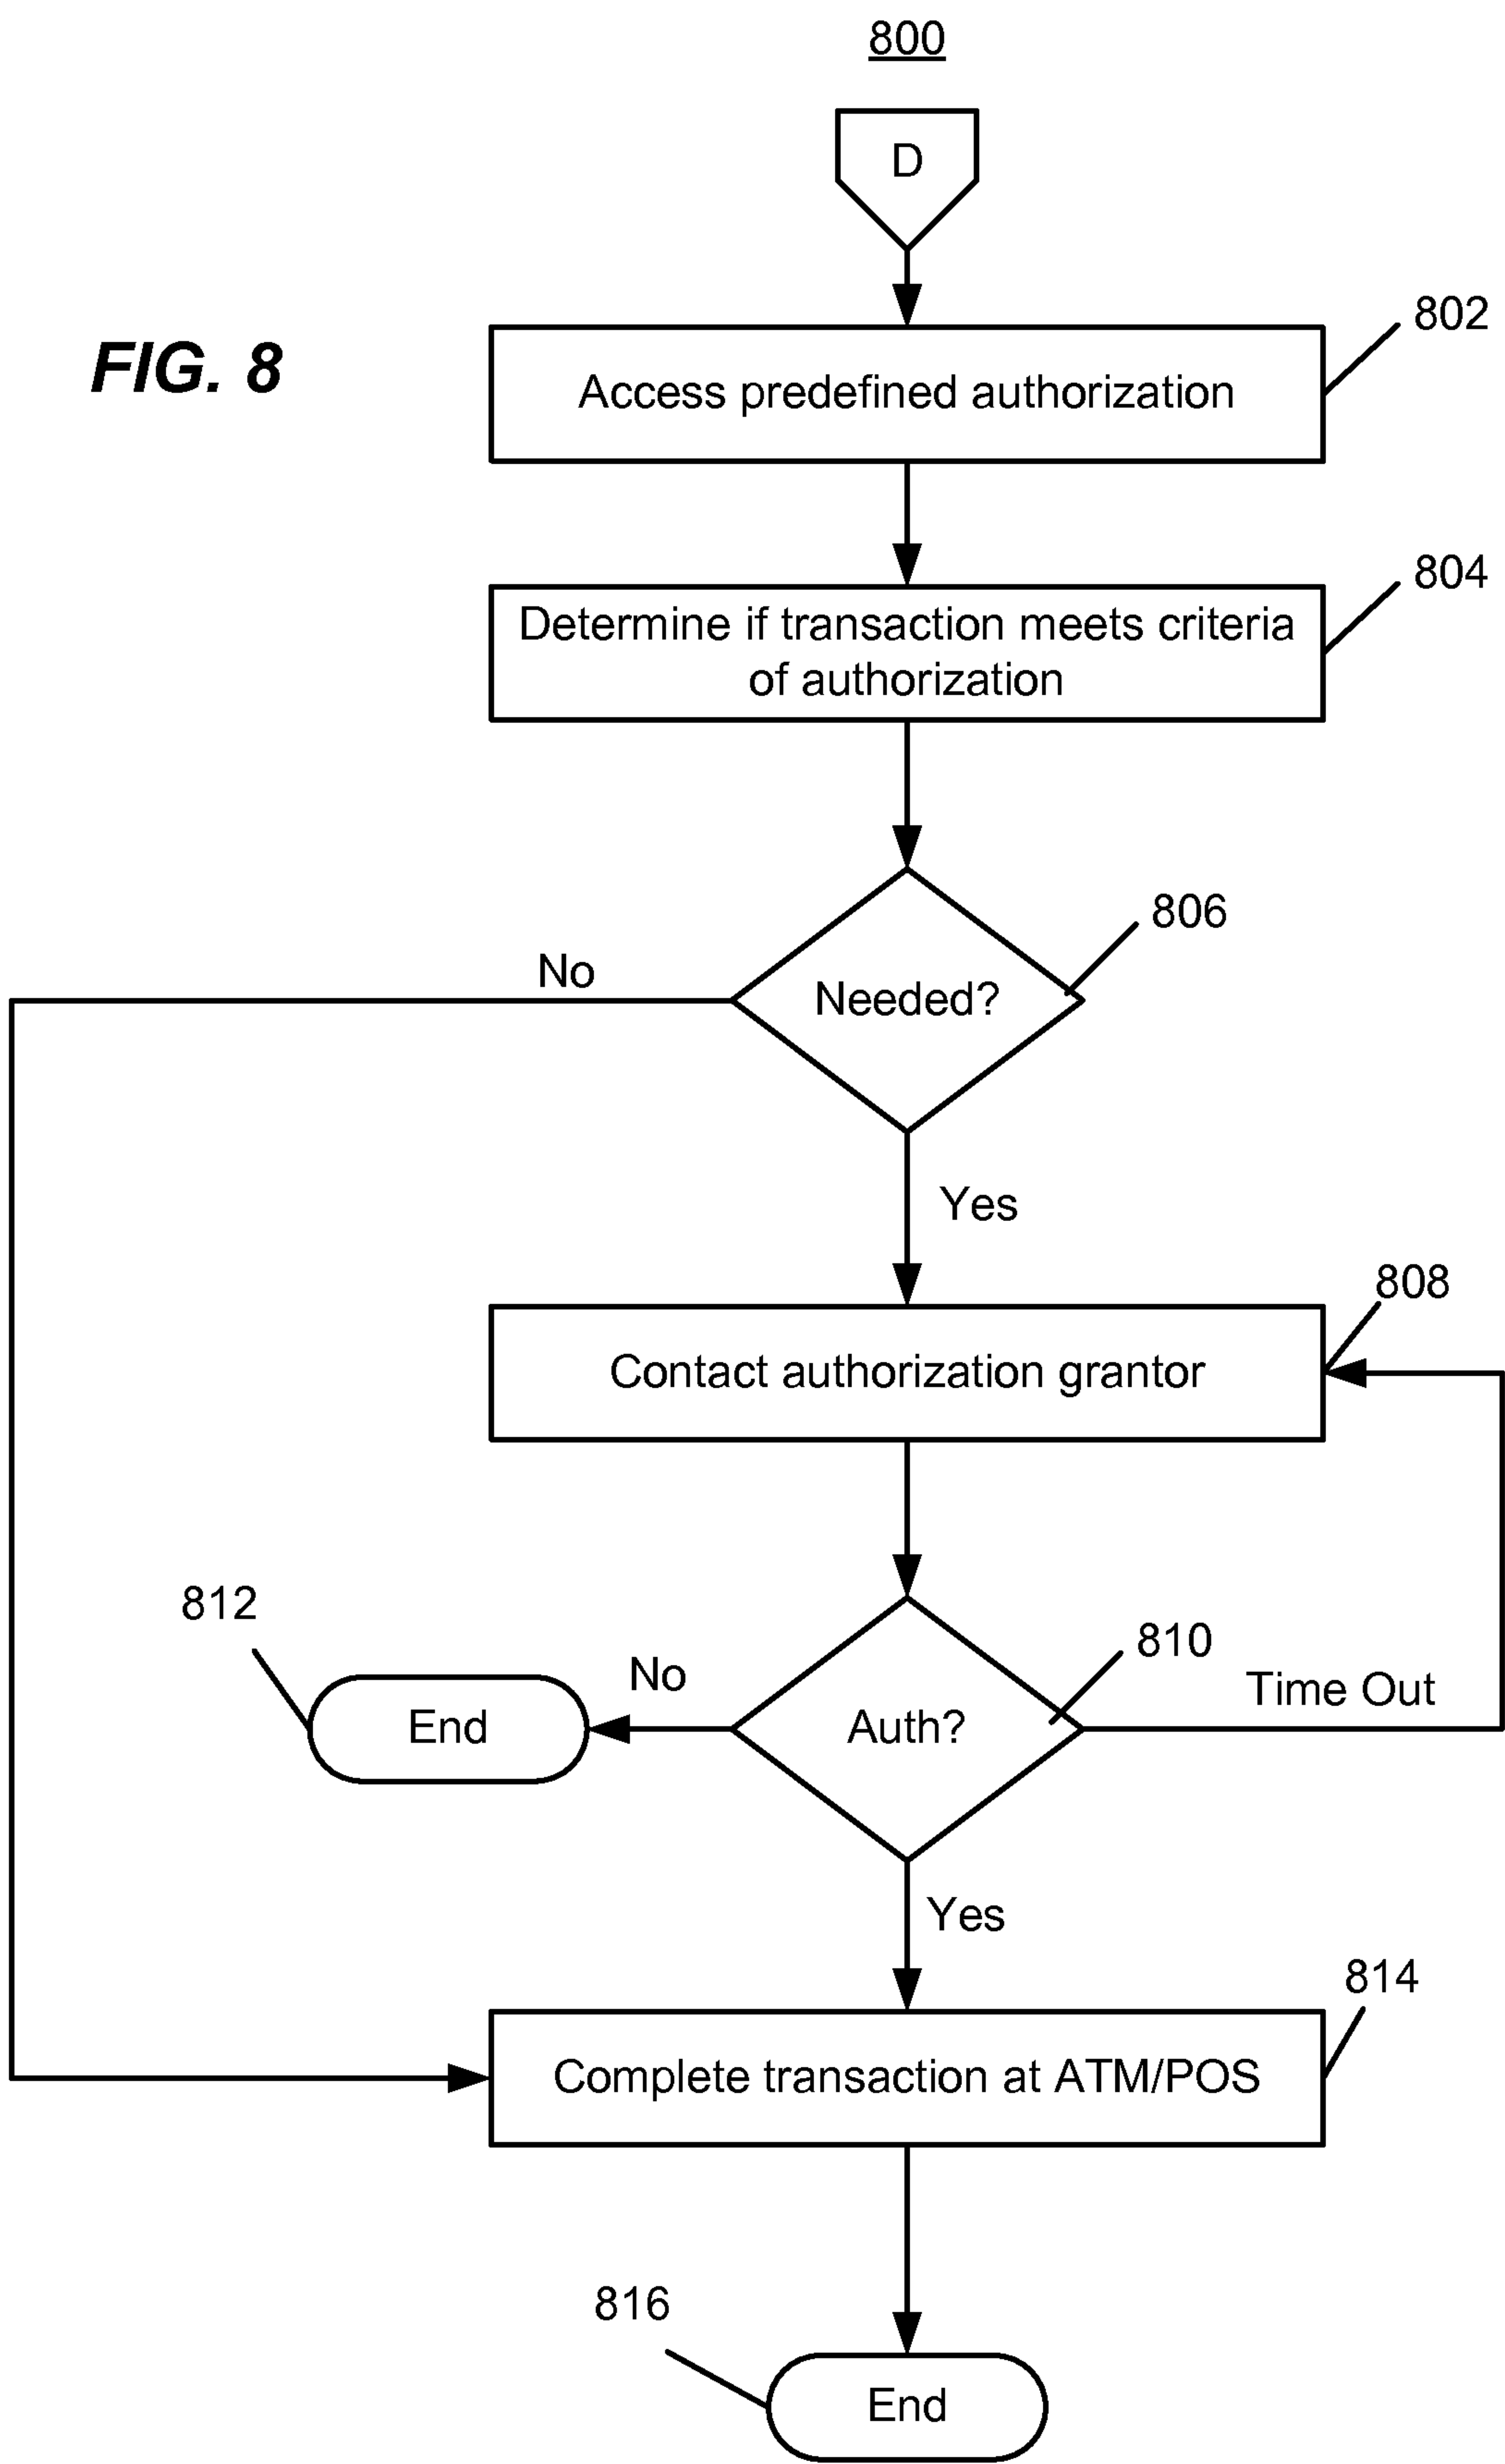 800
D
FIG. 8
802
Access predefined authorization
804
Determine if transaction meets criteria
of authorization
806
No
Needed?
Yes
808
Contact authorization grantor
812
810
No
Time Out
End
Auth?
Yes
814
Complete transaction at ATM/POS
816
End